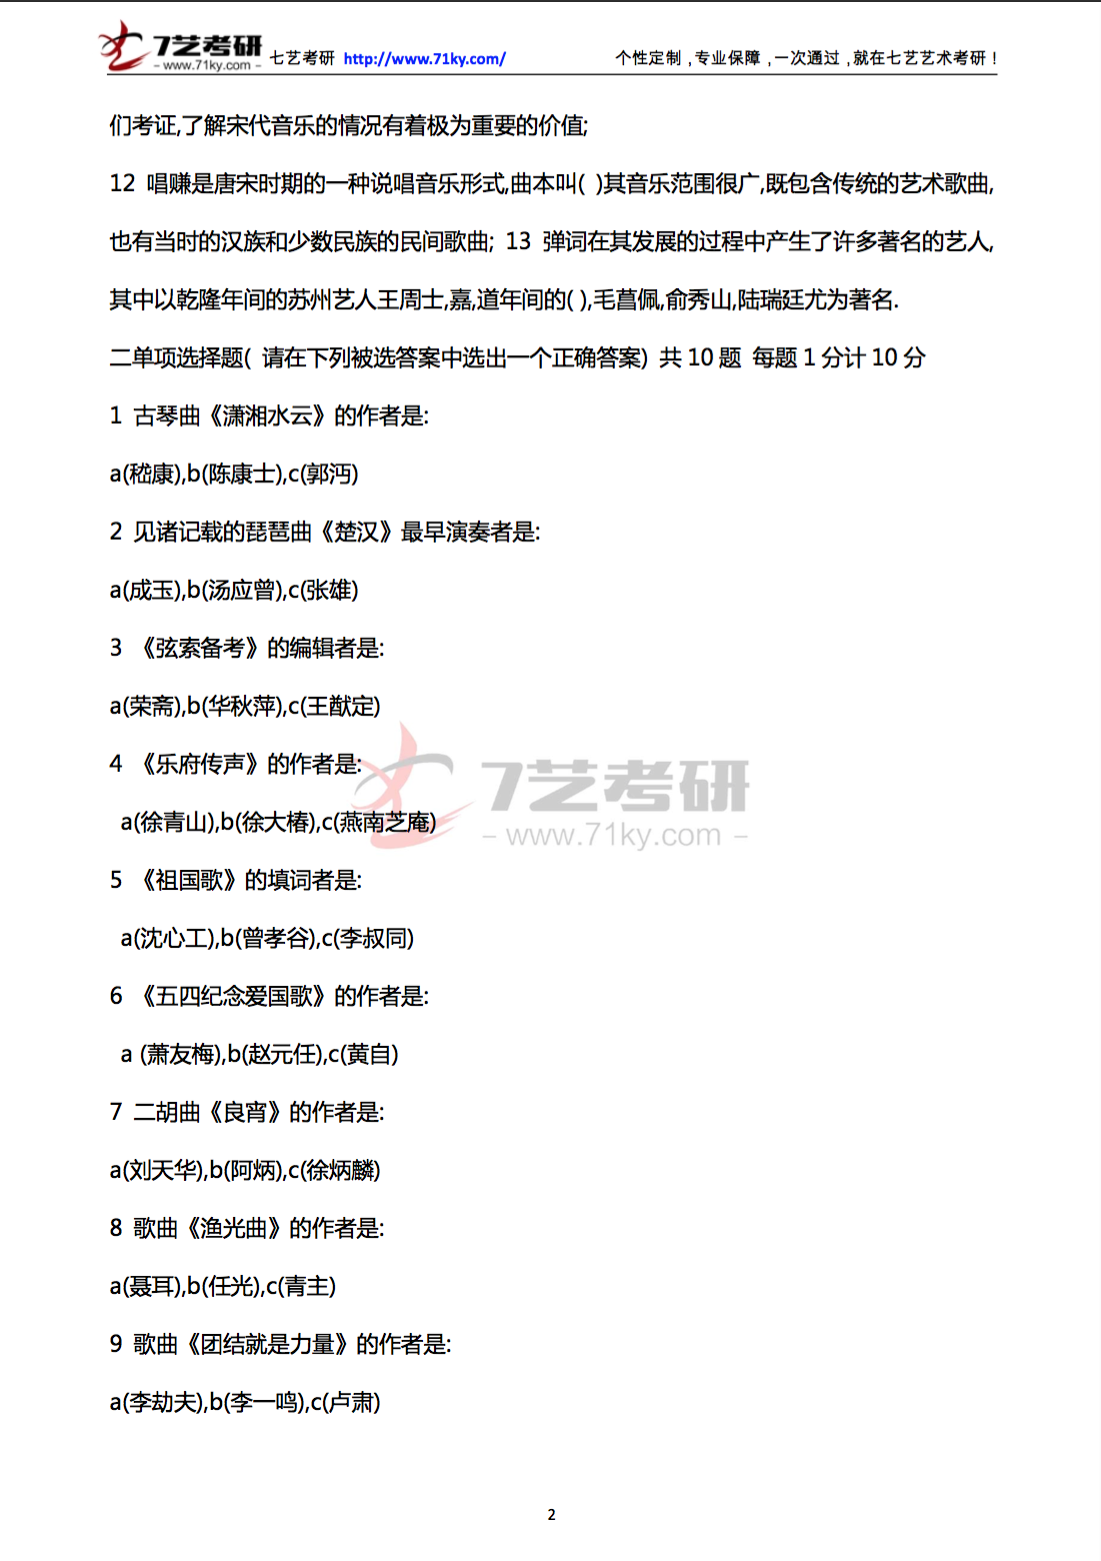 7艺考研
- www.71ky.com -
七艺考研 http://www.71ky.com/ 个性定制,专业保障,一次通过,就在七艺艺术考研!
们考证,了解宋代音乐的情况有着极为重要的价值;
12 唱赚是唐宋时期的一种说唱音乐形式,曲本叫( )其音乐范围很广,既包含传统的艺术歌曲,
也有当时的汉族和少数民族的民间歌曲; 13 弹词在其发展的过程中产生了许多著名的艺人,
其中以乾隆年间的苏州艺人王周士,嘉,道年间的( ),毛菖佩,俞秀山,陆瑞廷尤为著名.
二单项选择题( 请在下列被选答案中选出一个正确答案) 共10题 每题1分计10分
1 古琴曲《潇湘水云》的作者是:
a(嵇康),b(陈康士),c(郭沔)
2 见诸记载的琵琶曲《楚汉》最早演奏者是:
a(成玉),b(汤应曾),c(张雄)
3 《弦索备考》的编辑者是:
a(荣斋),b(华秋萍),c(王猷定)
4 《乐府传声》的作者是:
a(徐青山),b(徐大椿),c(燕南芝庵)
7艺考研
- www.71ky.com -
5 《祖国歌》的填词者是:
a(沈心工),b(曾孝谷),c(李叔同)
6 《五四纪念爱国歌》的作者是:
a (萧友梅),b(赵元任),c(黄自)
7 二胡曲《良宵》的作者是:
a(刘天华),b(阿炳),c(徐炳麟)
8 歌曲《渔光曲》的作者是:
a(聂耳),b(任光),c(青主)
9 歌曲《团结就是力量》的作者是:
a(李劫夫),b(李一鸣),c(卢肃)
2